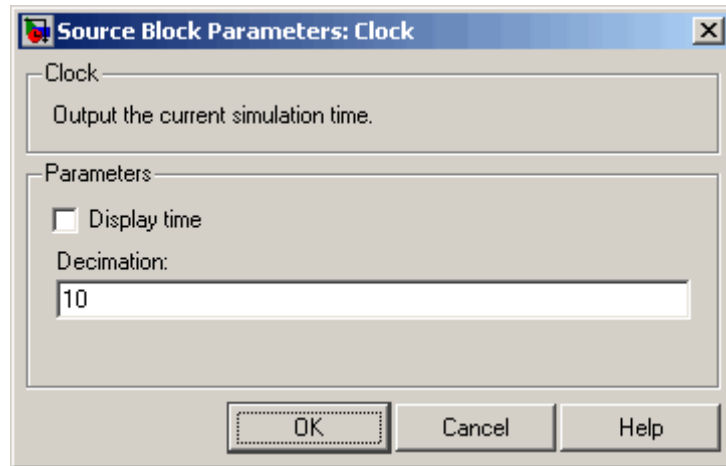 Source Block Parameters: Clock
Clock
Output the current simulation time.
Parameters
Display time
Decimation:
10
OK Cancel Help